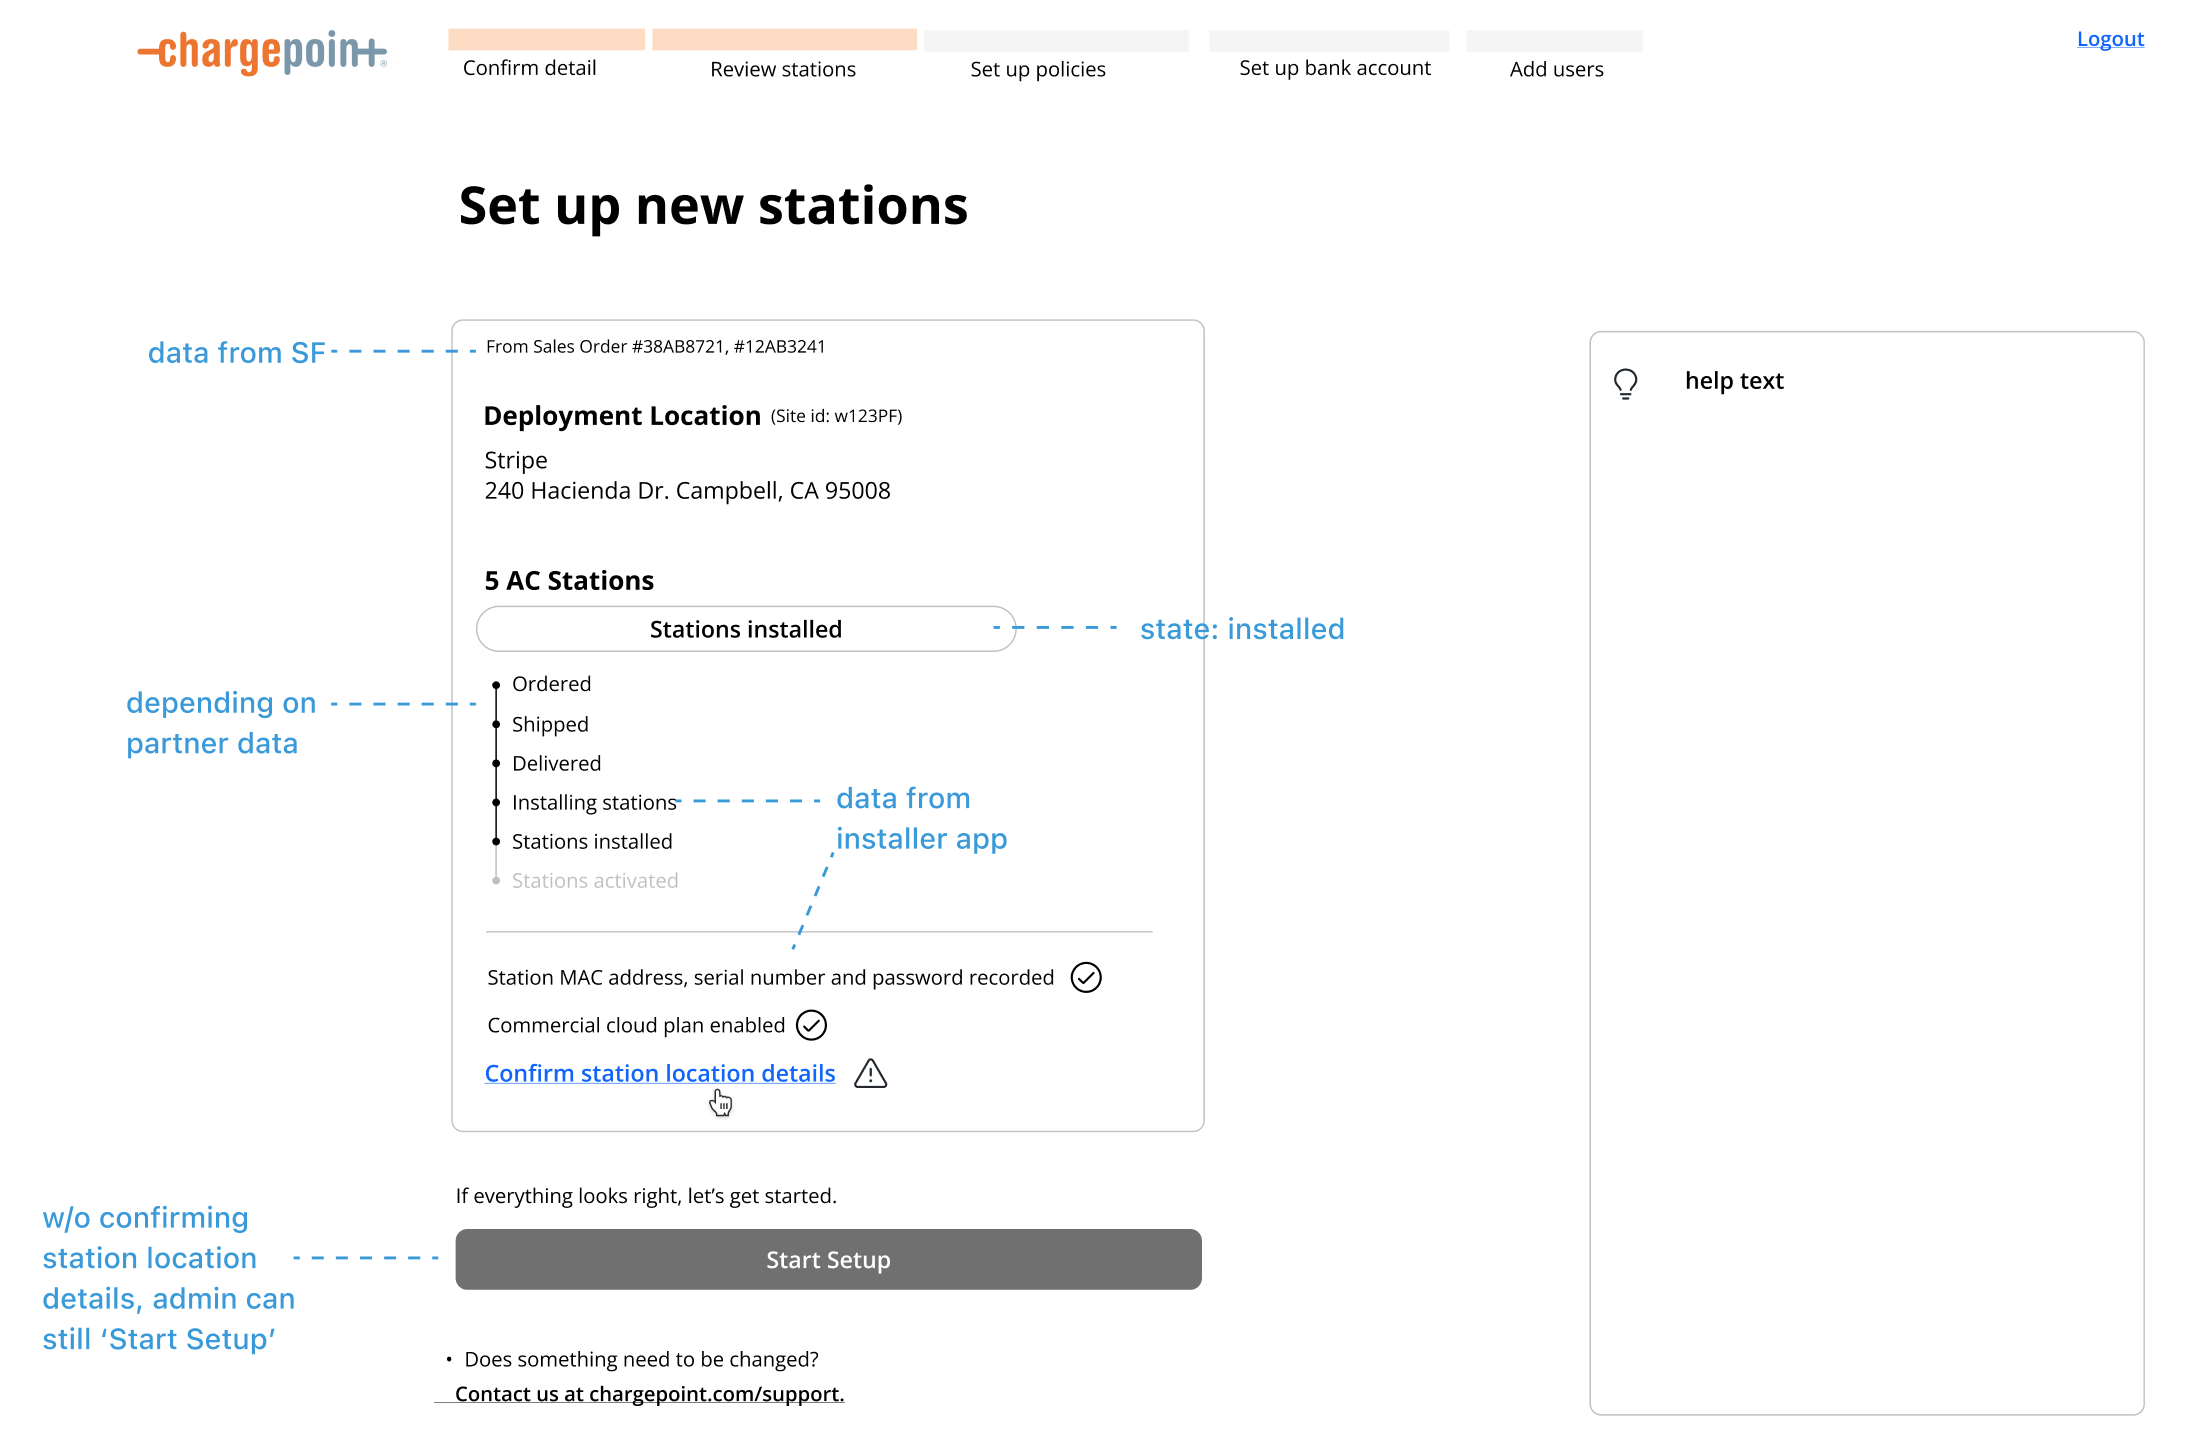 chargepoint®
Confirm detail
Review stations
Set up policies
Set up bank account
Add users
Logout
Set up new stations
data from SF
From Sales Order #38AB8721, #12AB3241
Deployment Location (Site id: w123PF)
Stripe
240 Hacienda Dr. Campbell, CA 95008
5 AC Stations
Stations installed
state: installed
depending on
partner data
Ordered
Shipped
Delivered
Installing stations
Stations installed
Stations activated
data from
installer app
Station MAC address, serial number and password recorded
Commercial cloud plan enabled
Confirm station location details
help text
If everything looks right, let’s get started.
w/o confirming
station location
details, admin can
still ‘Start Setup’
Start Setup
• Does something need to be changed?
Contact us at chargepoint.com/support.